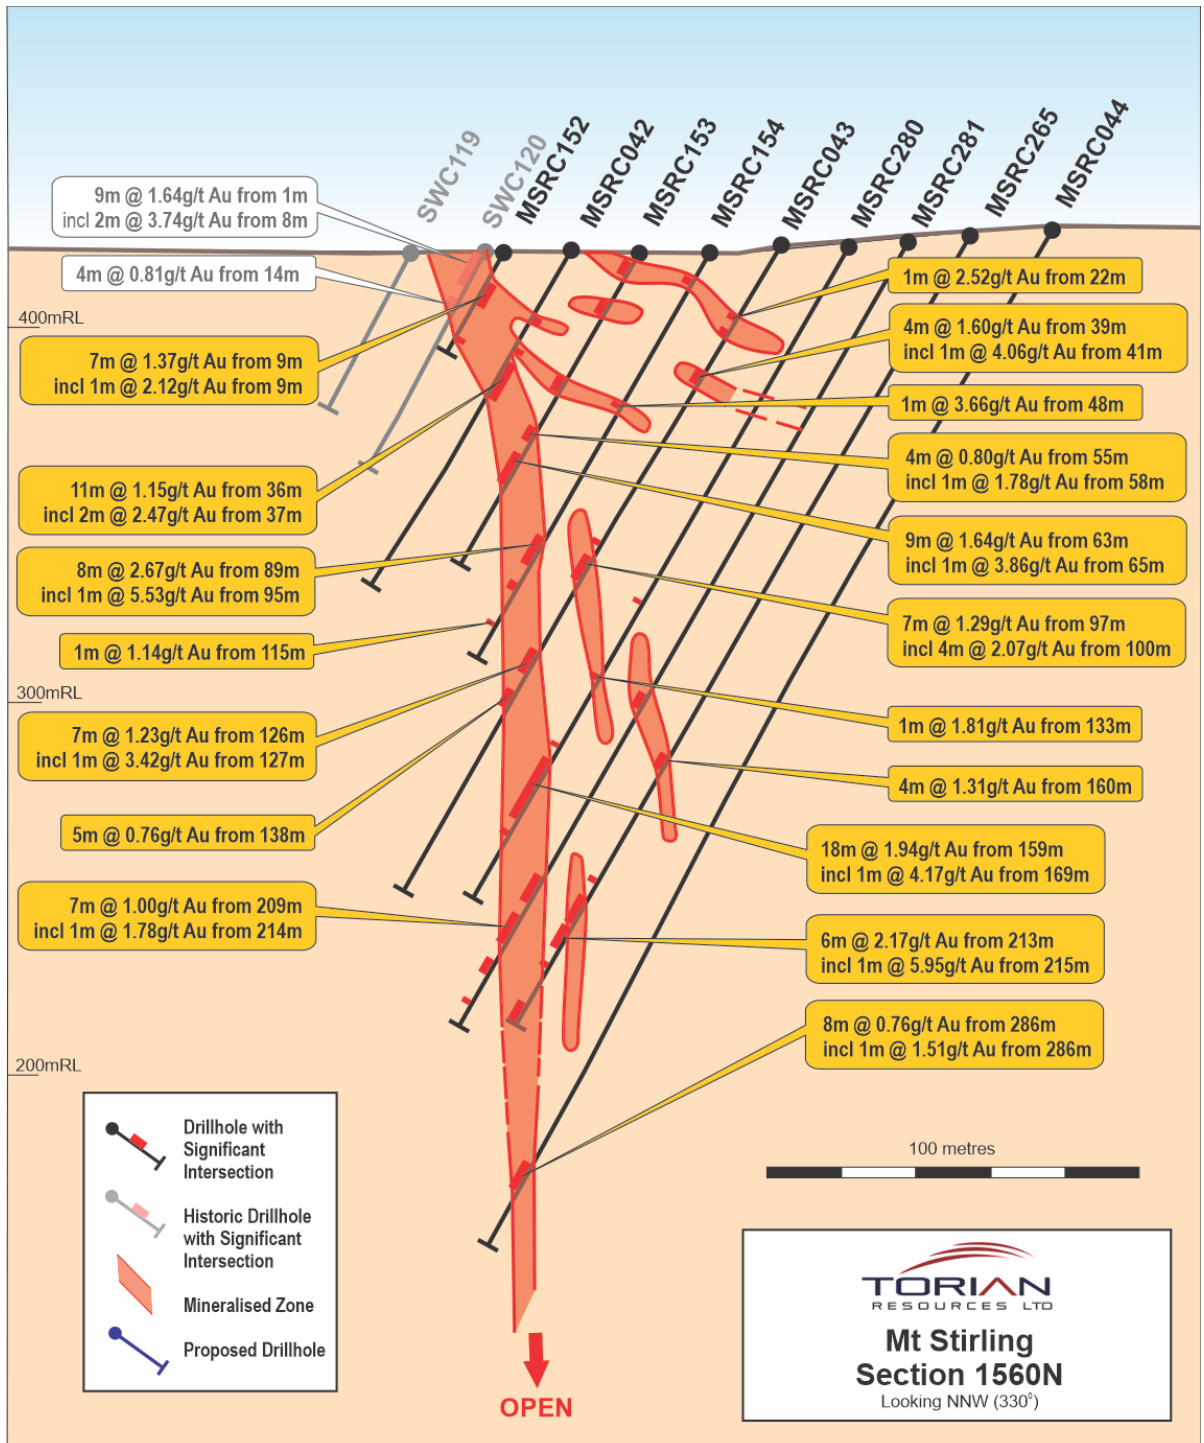 SWC119
SWC120
MSRC152
MSRC042
MSRC153
MSRC154
MSRC043
MSRC280
MSRC281
MSRC265
MSRC044
9m @ 1.64g/t Au from 1m
incl 2m @ 3.74g/t Au from 8m
4m @ 0.81g/t Au from 14m
400mRL
7m @ 1.37g/t Au from 9m
incl 1m @ 2.12g/t Au from 9m
11m @ 1.15g/t Au from 36m
incl 2m @ 2.47g/t Au from 37m
8m @ 2.67g/t Au from 89m
incl 1m @ 5.53g/t Au from 95m
1m @ 1.14g/t Au from 115m
300mRL
7m @ 1.23g/t Au from 126m
incl 1m @ 3.42g/t Au from 127m
5m @ 0.76g/t Au from 138m
7m @ 1.00g/t Au from 209m
incl 1m @ 1.78g/t Au from 214m
200mRL
1m @ 2.52g/t Au from 22m
4m @ 1.60g/t Au from 39m
incl 1m @ 4.06g/t Au from 41m
1m @ 3.66g/t Au from 48m
4m @ 0.80g/t Au from 55m
incl 1m @ 1.78g/t Au from 58m
9m @ 1.64g/t Au from 63m
incl 1m @ 3.86g/t Au from 65m
7m @ 1.29g/t Au from 97m
incl 4m @ 2.07g/t Au from 100m
1m @ 1.81g/t Au from 133m
4m @ 1.31g/t Au from 160m
18m @ 1.94g/t Au from 159m
incl 1m @ 4.17g/t Au from 169m
6m @ 2.17g/t Au from 213m
incl 1m @ 5.95g/t Au from 215m
8m @ 0.76g/t Au from 286m
incl 1m @ 1.51g/t Au from 286m
Drillhole with
Significant
Intersection
Historic Drillhole
with Significant
Intersection
Mineralised Zone
Proposed Drillhole
OPEN
100 metres
TORIAN
RESOURCES LTD
Mt Stirling
Section 1560N
Looking NNW (330⁰)